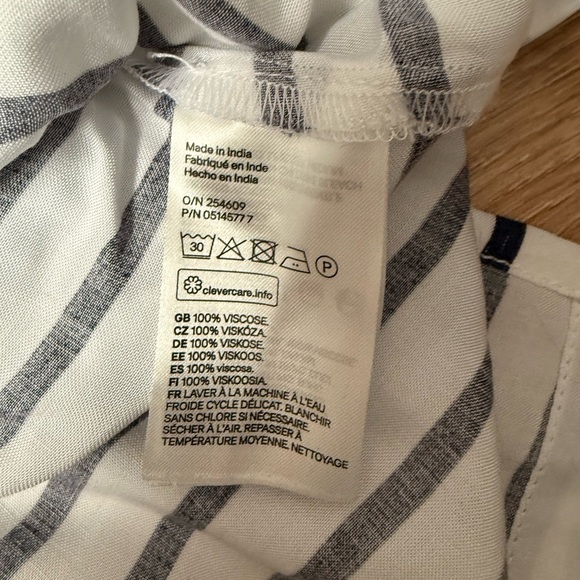 Made in India
Fabriqué en Inde
Hecho en India
O/N 254609
P/N 05145777
30
P
clevercare.info
GB 100% VISCOSE.
CZ 100% VISKÓZA.
DE 100% VISKOSE.
EE 100% VISKOOS.
ES 100% viscosa.
FI 100% VISKOOSIA.
FR LAVER À LA MACHINE À L'EAU
FROIDE CYCLE DÉLICAT. BLANCHIR
SANS CHLORE SI NÉCESSAIRE.
SÉCHER À L'AIR. REPASSER À
TEMPÉRATURE MOYENNE. NETTOYAGE